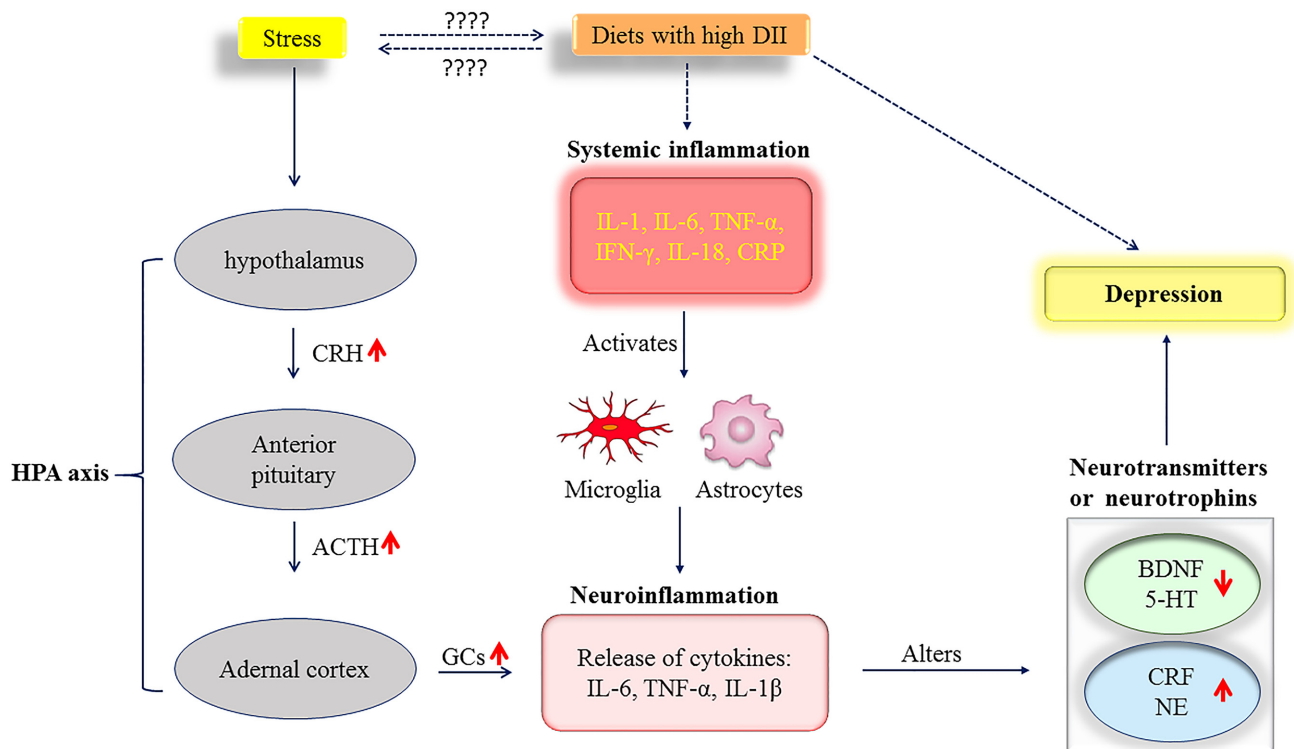 ????
Stress
Diets with high DII
????
Systemic inflammation
IL-1, IL-6, TNF-α,
IFN-γ, IL-18, CRP
hypothalamus
Depression
Activates
CRH
Anterior
pituitary
HPA axis
Microglia
Astrocytes
Neurotransmitters
or neurotrophins
ACTH
BDNF
5-HT
Neuroinflammation
GCs
Adernal cortex
Release of cytokines:
IL-6, TNF-α, IL-1β
Alters
CRF
NE